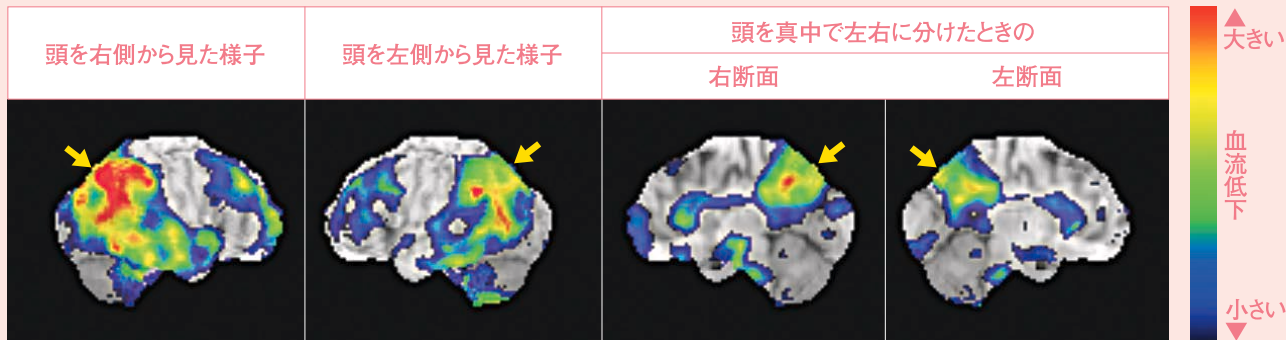 頭を右側から見た様子
頭を左側から見た様子
頭を真中で左右に分けたときの
右断面
左断面
大きい
血流低下
小さい